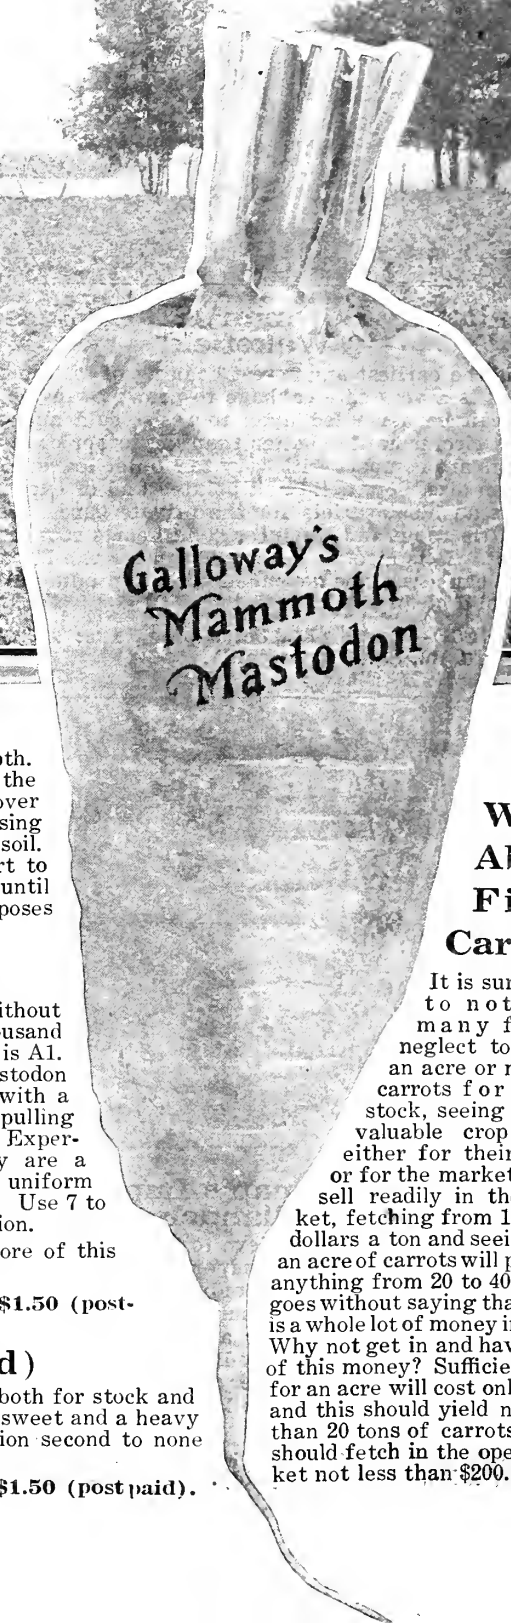 Galloway's
Mammoth
Mastodon
oth.
the
over
sing
soil.
rt to
until
poses
ithout
usand
is A1.
stodon
with a
pulling
Exper-
y are a
uniform
Use 7 to
ion.
ore of this
$1.50 (post-
d)
both for stock and
sweet and a heavy
ion second to none
$1.50 (postpaid).
W
Al
Fi
Car
It is sur
to not
many f
neglect to
an acre or
carrots for
stock, seeing
valuable crop
either for their
or for the market
sell readily in th
ket, fetching from 1
dollars a ton and seei
an acre of carrots will p
anything from 20 to 40
goes without saying tha
is a whole lot of money i
Why not get in and hav
of this money? Sufficie
for an acre will cost onl
and this should yield n
than 20 tons of carrots
should fetch in the ope
ket not less than $200.